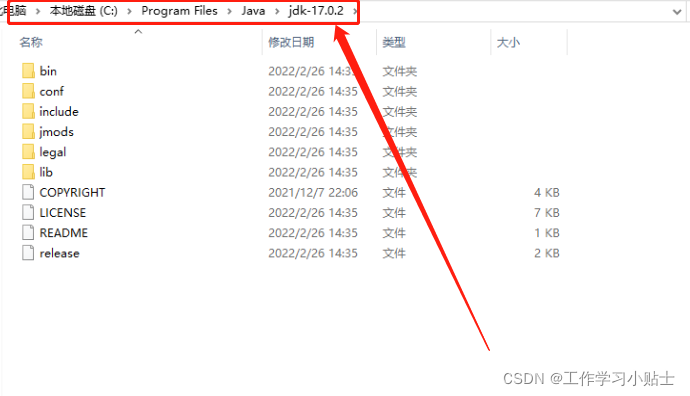 电脑 › 本地磁盘 (C:) › Program Files › Java › jdk-17.0.2 ›
名称 修改日期 类型 大小
bin 2022/2/26 14:35 文件夹
conf 2022/2/26 14:35 文件夹
include 2022/2/26 14:35 文件夹
jmods 2022/2/26 14:35 文件夹
legal 2022/2/26 14:35 文件夹
lib 2022/2/26 14:35 文件夹
COPYRIGHT 2021/12/7 22:06 文件 4 KB
LICENSE 2022/2/26 14:35 文件 7 KB
README 2022/2/26 14:35 文件 1 KB
release 2022/2/26 14:35 文件 2 KB
CSDN @工作学习小贴士